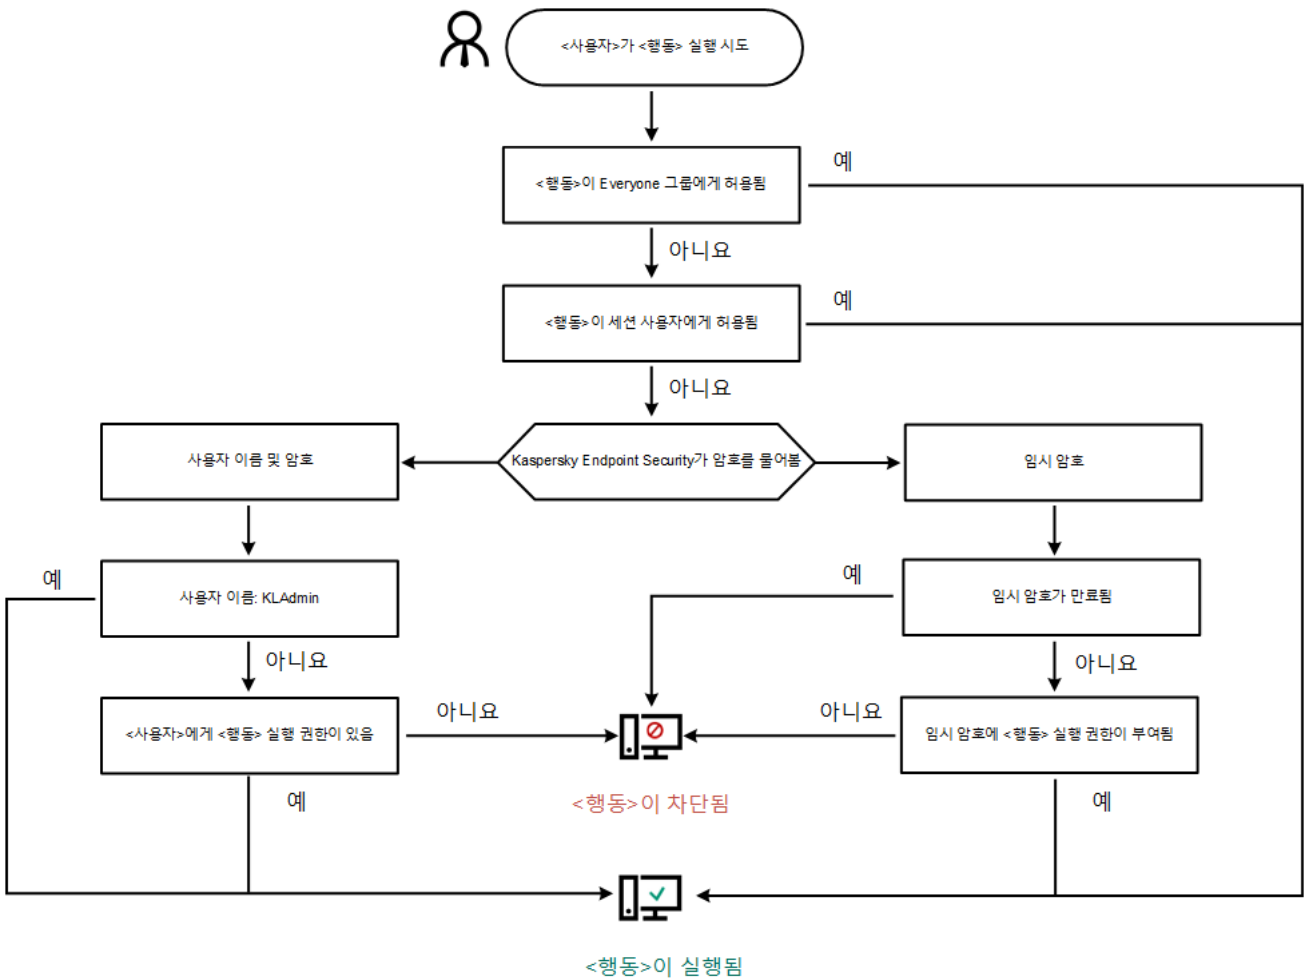 <사용자>가 <행동> 실행 시도
<행동>이 Everyone 그룹에게 허용됨
예
아니요
<행동>이 세션 사용자에게 허용됨
예
아니요
사용자 이름 및 암호
Kaspersky Endpoint Security가 암호를 물어봄
임시 암호
예
사용자 이름: KLAdmin
예
임시 암호가 만료됨
아니요
아니요
<사용자>에게 <행동> 실행 권한이 있음
아니요
아니요
임시 암호에 <행동> 실행 권한이 부여됨
예
<행동>이 차단됨
예
<행동>이 실행됨